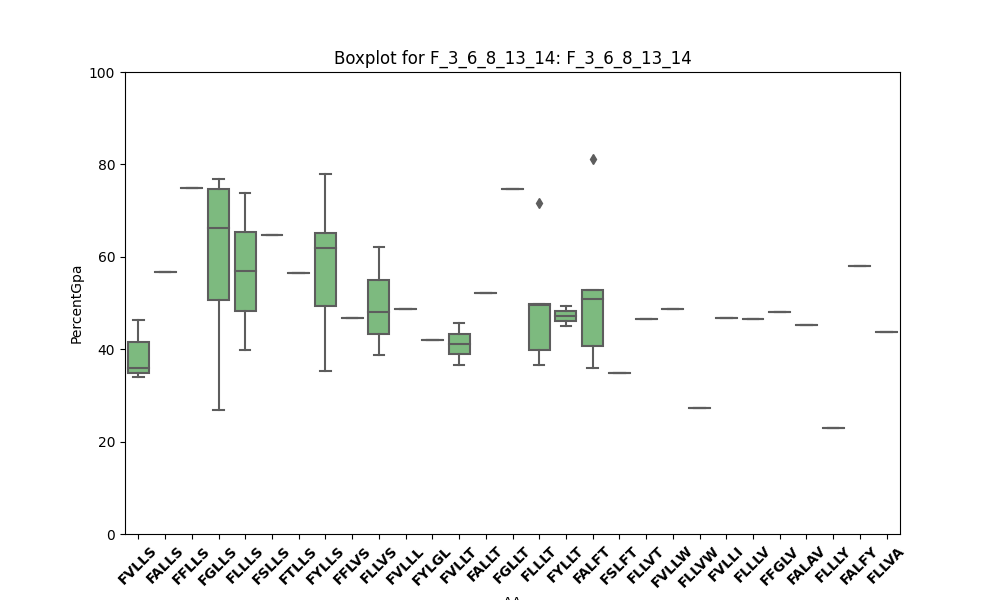 Boxplot for F_3_6_8_13_14: F_3_6_8_13_14
100
80
60
40
20
0
PercentGpa
FVLLS
FALLS
FFLLS
FGLLS
FLLLS
FSLLS
FTLLS
FYLLS
FFLVS
FLLVS
FVLLL
FYLGL
FVLLT
FALLT
FGLLT
FLLLT
FYLLT
FALFT
FSLFT
FLLVT
FVLLW
FLLVW
FVLLI
FLLLV
FFGLV
FALAV
FLLLY
FALFY
FLLVA